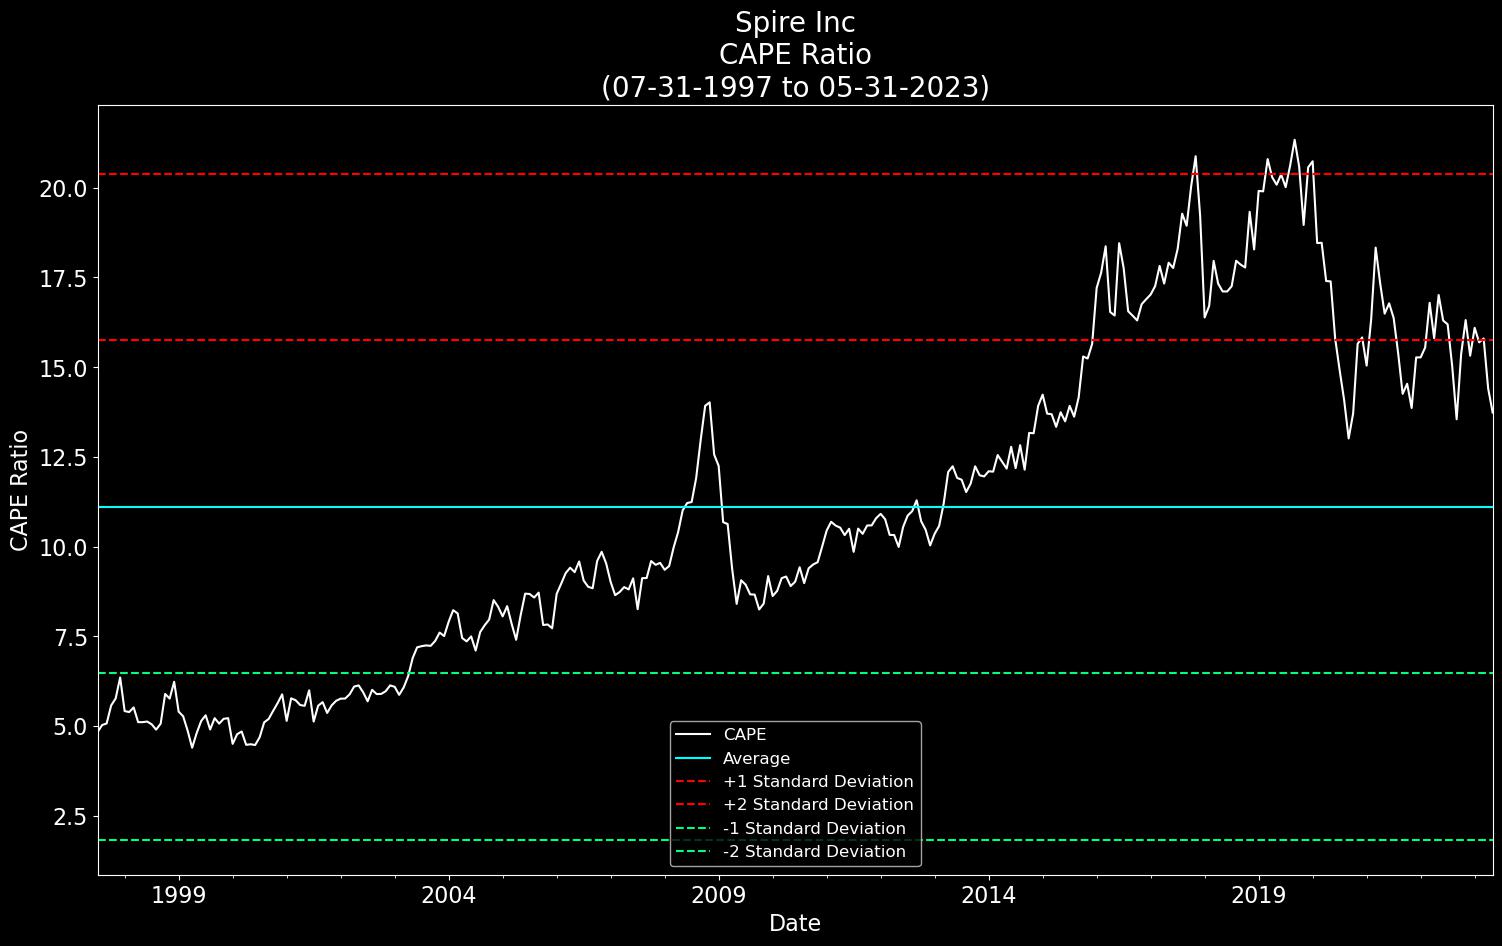 Spire Inc
CAPE Ratio
(07-31-1997 to 05-31-2023)
CAPE Ratio
20.0
17.5
15.0
12.5
10.0
7.5
5.0
2.5
CAPE
Average
+1 Standard Deviation
+2 Standard Deviation
-1 Standard Deviation
-2 Standard Deviation
1999 2004 2009 2014 2019
Date